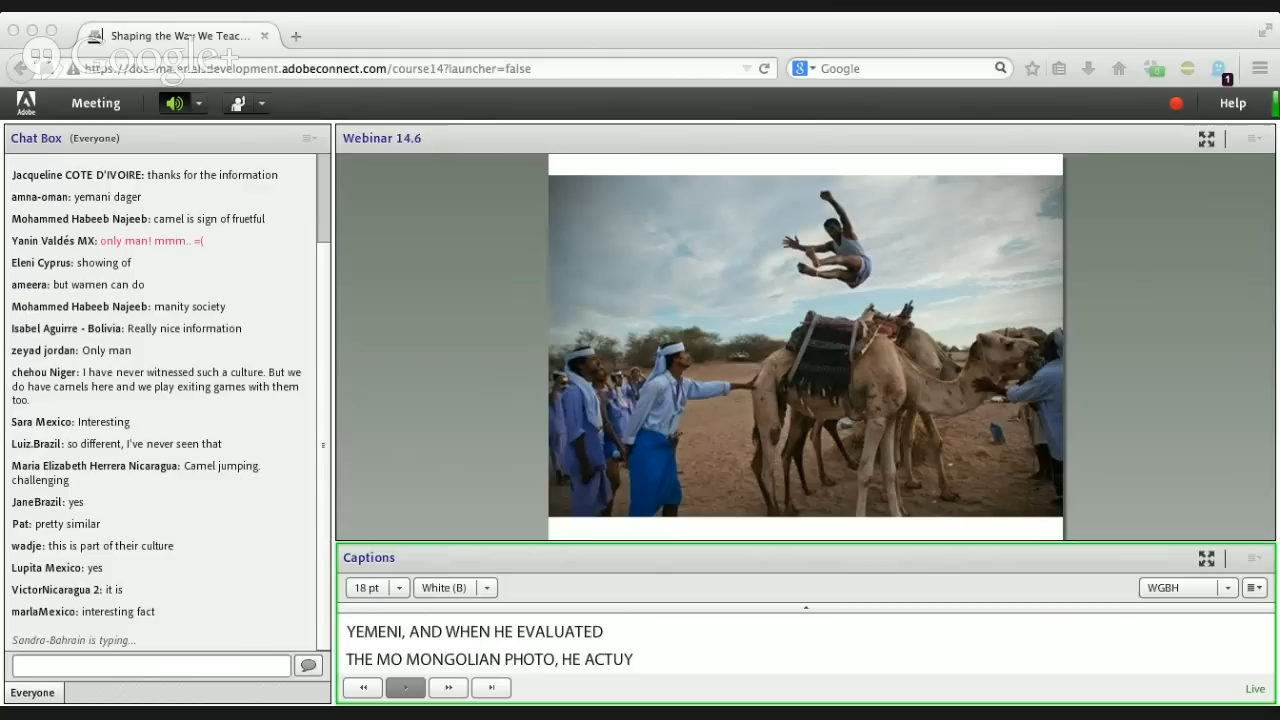 Shaping the Way We Teac...
Google+
adobeconnect.com/course14?launcher=false
Google
1
Adobe
Meeting
Help
Chat Box (Everyone)
Jacqueline COTE D'IVOIRE: thanks for the information
amna-oman: yemani dager
Mohammed Habeeb Najeeb: camel is sign of fruetful
Yanin Valdés MX: only man! mmm.. =(
Eleni Cyprus: showing of
ameera: but wamen can do
Mohammed Habeeb Najeeb: manity society
Isabel Aguirre - Bolivia: Really nice information
zeyad jordan: Only man
chehou Niger: I have never witnessed such a culture. But we
do have camels here and we play exiting games with them
too.
Sara Mexico: Interesting
Luiz.Brazil: so different, I've never seen that
Maria Elizabeth Herrera Nicaragua: Camel jumping.
challenging
JaneBrazil: yes
Pat: pretty similar
wadje: this is part of their culture
Lupita Mexico: yes
VictorNicaragua 2: it is
marlaMexico: interesting fact
Sandra-Bahrain is typing...
Everyone
Webinar 14.6
Captions
18 pt
White (B)
WGBH
YEMENI, AND WHEN HE EVALUATED
THE MO MONGOLIAN PHOTO, HE ACTUY
Live